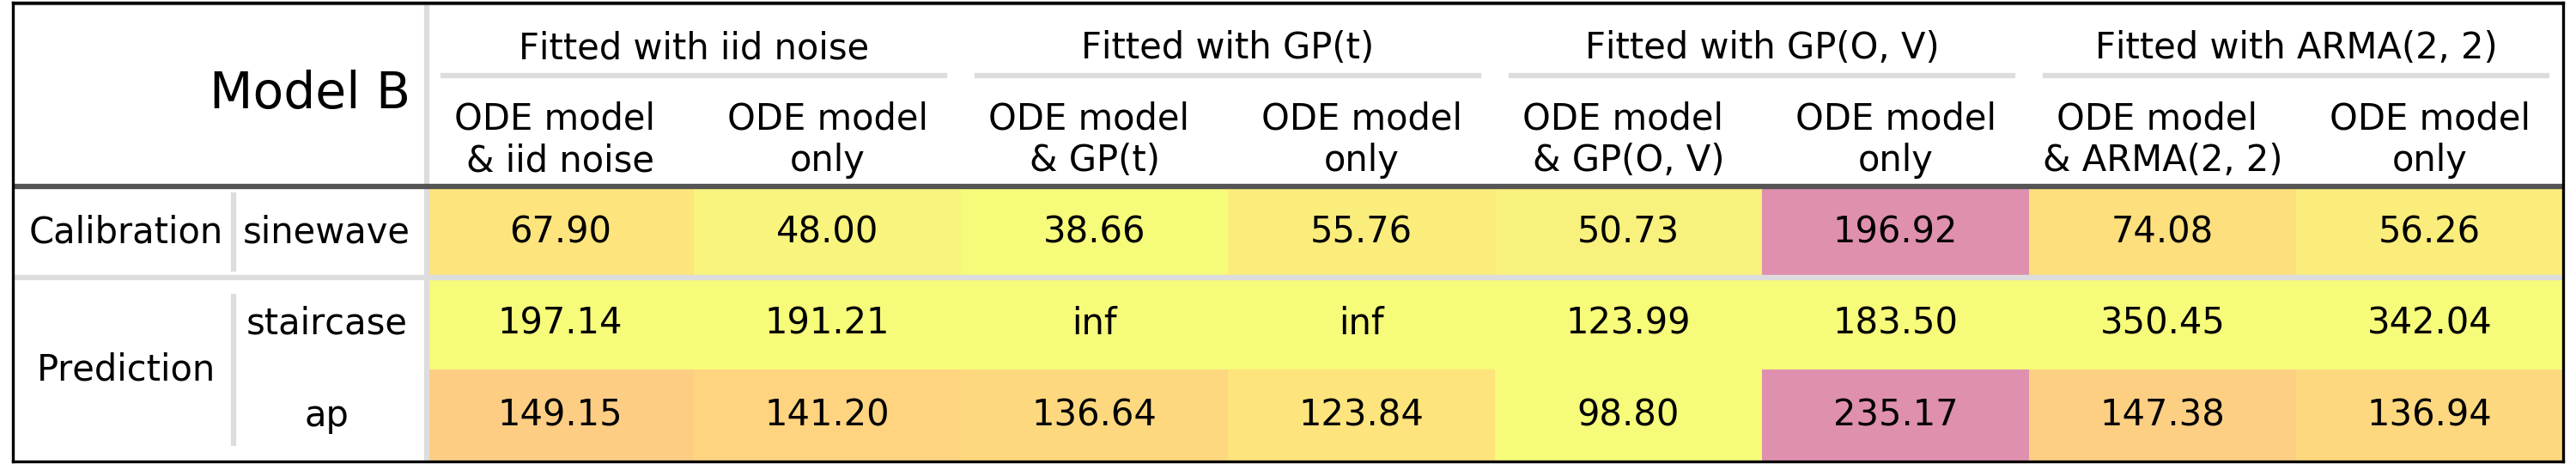 Model B
Fitted with iid noise Fitted with GP(t) Fitted with GP(O, V) Fitted with ARMA(2, 2)
ODE model ODE model ODE model ODE model ODE model ODE model ODE model ODE model
& iid noise only & GP(t) only & GP(O, V) only & ARMA(2, 2) only
Calibration sinewave 67.90 48.00 38.66 55.76 50.73 196.92 74.08 56.26
Prediction
staircase 197.14 191.21 inf inf 123.99 183.50 350.45 342.04
ap 149.15 141.20 136.64 123.84 98.80 235.17 147.38 136.94